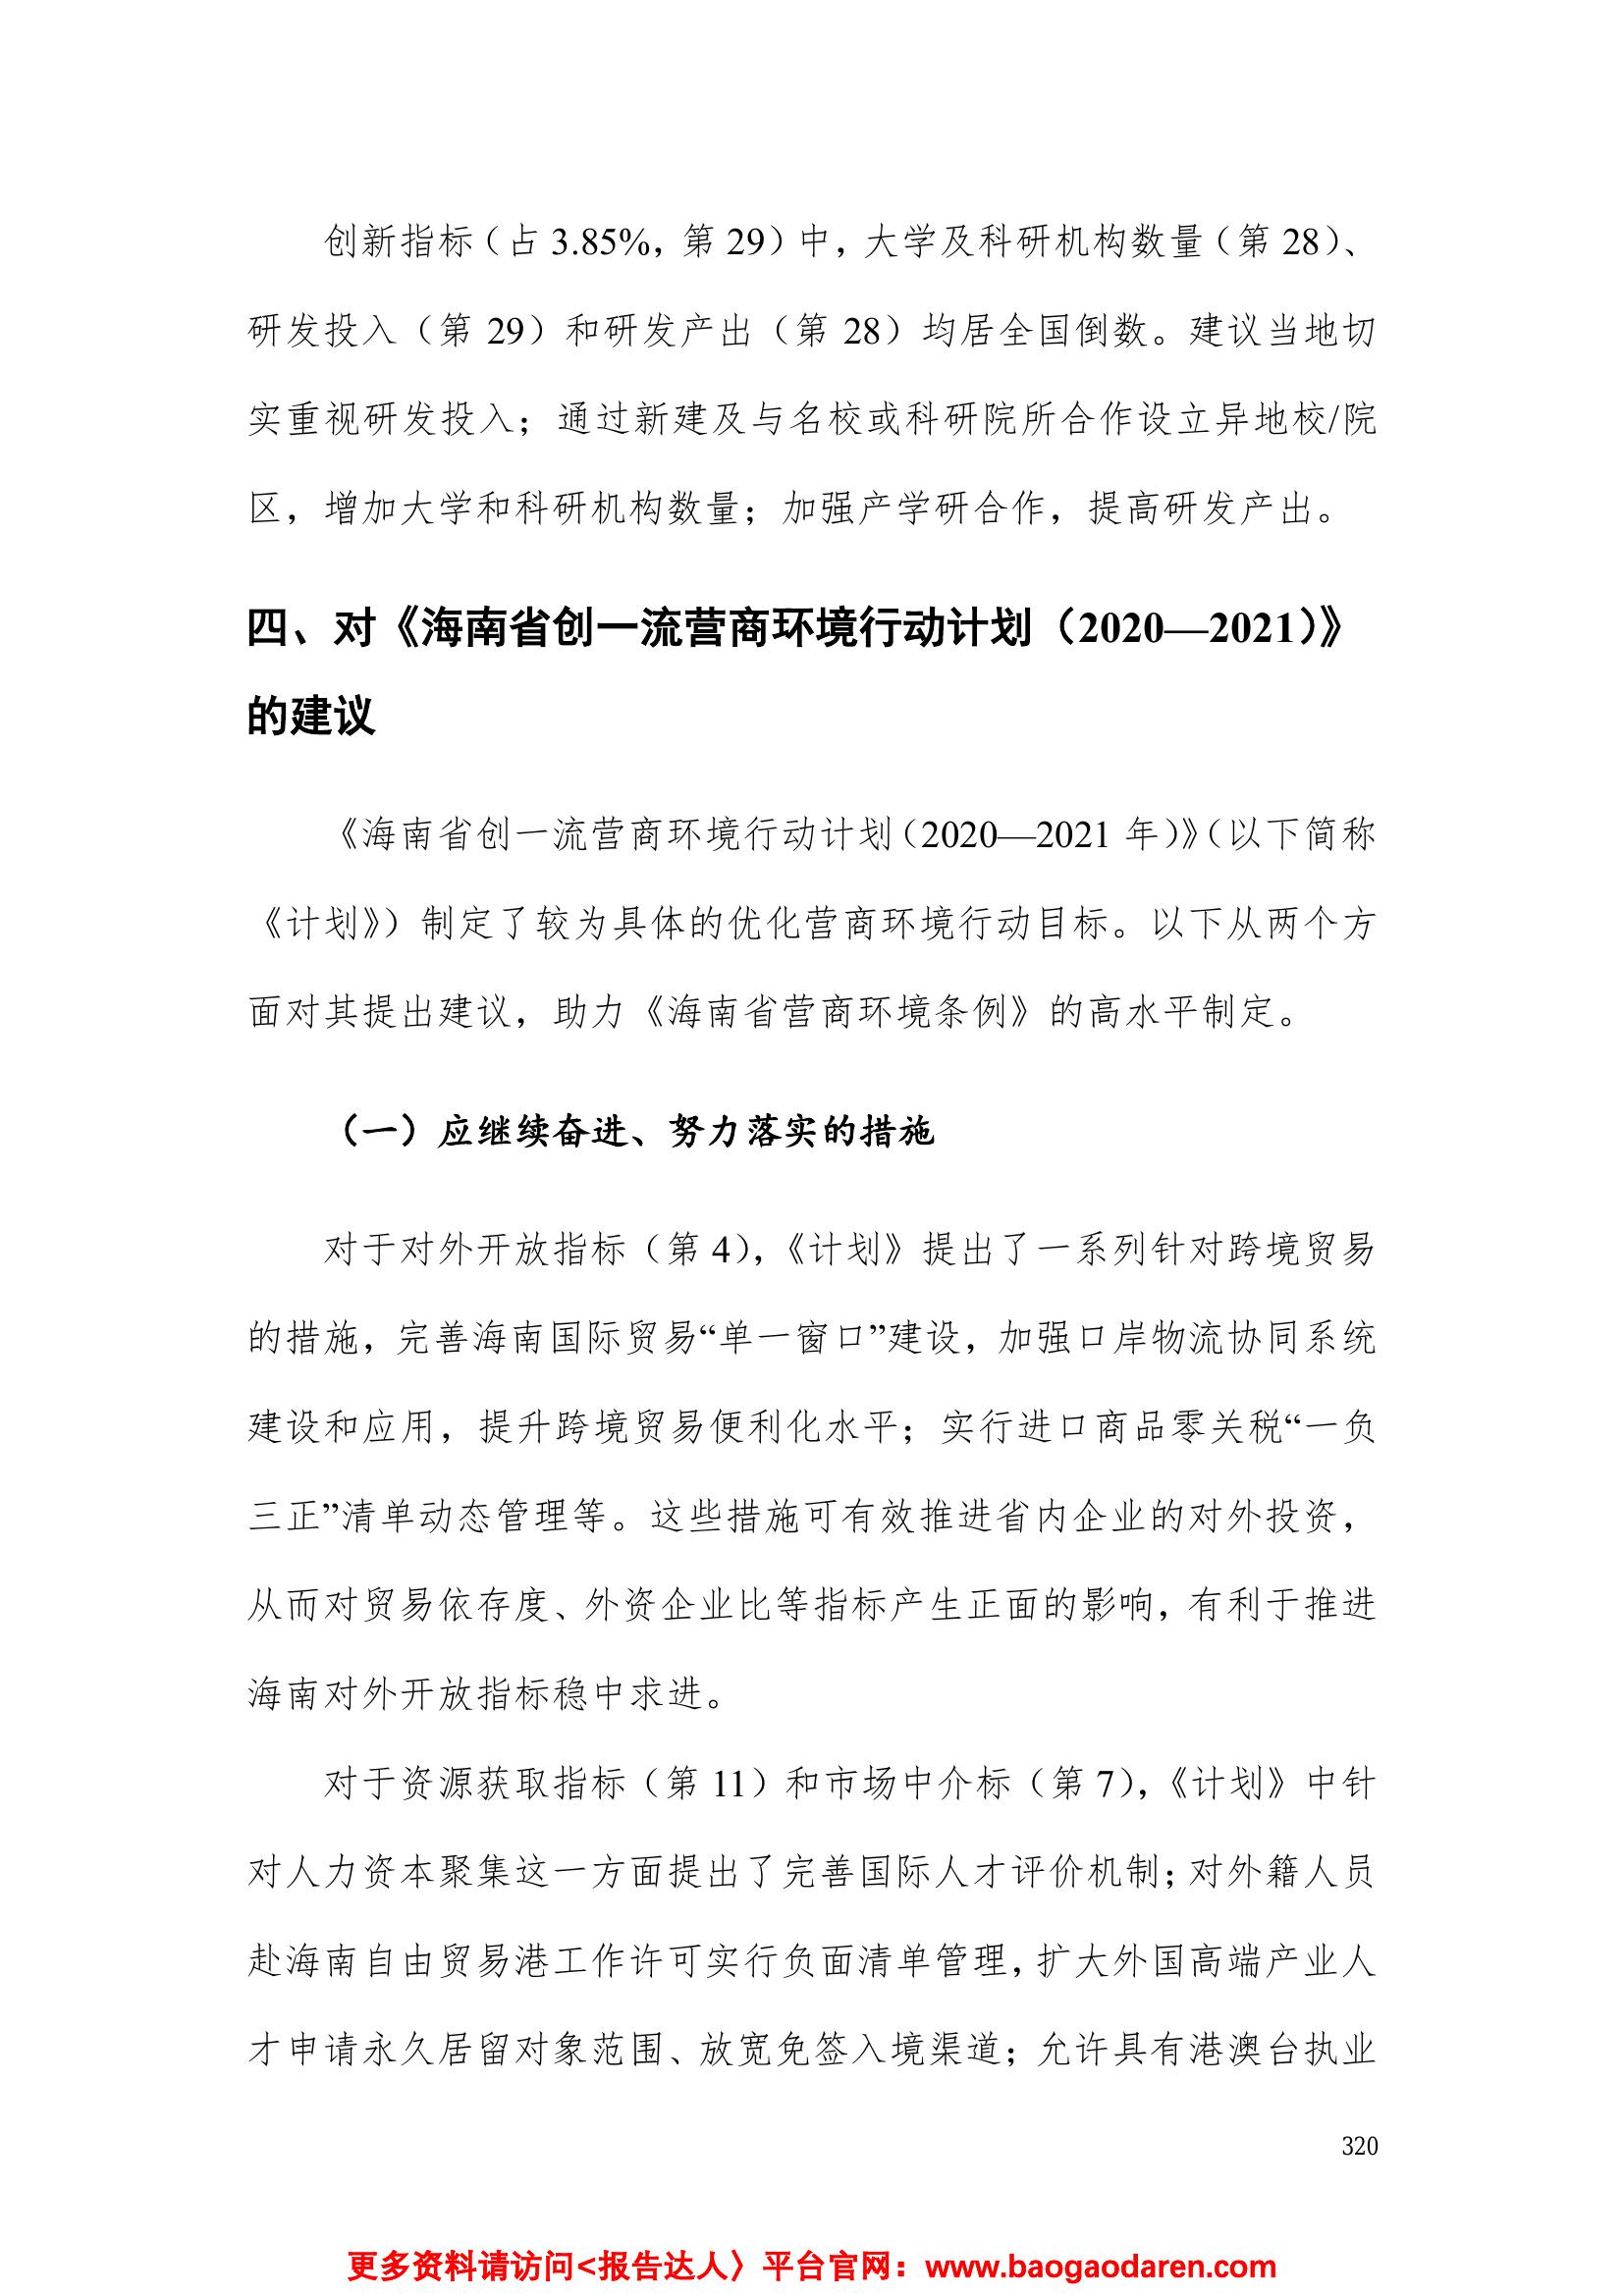 创新指标（占 3.85%，第 29）中，大学及科研机构数量（第 28）、
研发投入（第 29）和研发产出（第 28）均居全国倒数。建议当地切
实重视研发投入；通过新建及与名校或科研院所合作设立异地校/院
区，增加大学和科研机构数量；加强产学研合作，提高研发产出。
四、对《海南省创一流营商环境行动计划（2020—2021）》
的建议
《海南省创一流营商环境行动计划（2020—2021 年）》（以下简称
《计划》）制定了较为具体的优化营商环境行动目标。以下从两个方
面对其提出建议，助力《海南省营商环境条例》的高水平制定。
（一）应继续奋进、努力落实的措施
对于对外开放指标（第 4），《计划》提出了一系列针对跨境贸易
的措施，完善海南国际贸易“单一窗口”建设，加强口岸物流协同系统
建设和应用，提升跨境贸易便利化水平；实行进口商品零关税“一负
三正”清单动态管理等。这些措施可有效推进省内企业的对外投资，
从而对贸易依存度、外资企业比等指标产生正面的影响，有利于推进
海南对外开放指标稳中求进。
对于资源获取指标（第 11）和市场中介标（第 7），《计划》中针
对人力资本聚集这一方面提出了完善国际人才评价机制；对外籍人员
赴海南自由贸易港工作许可实行负面清单管理，扩大外国高端产业人
才申请永久居留对象范围、放宽免签入境渠道；允许具有港澳台执业
320
更多资料请访问<报告达人〉平台官网：www.baogaodaren.com